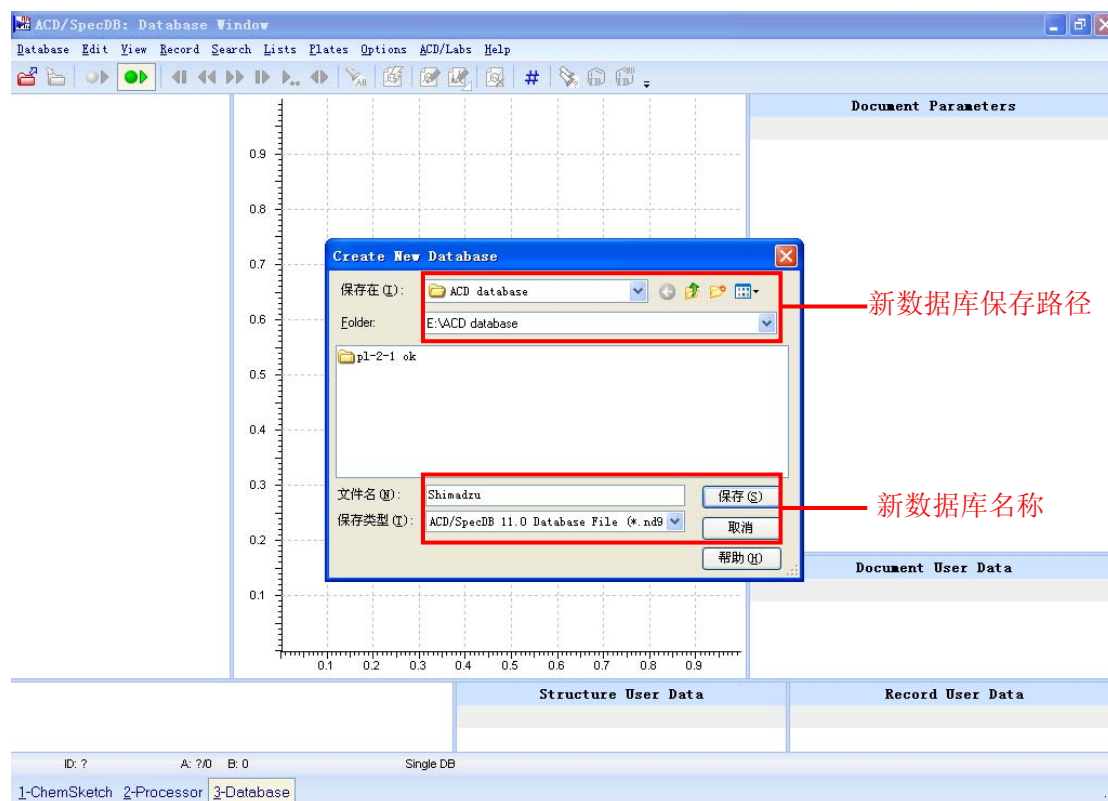 ACD/SpecDB: Database Window
Database Edit View Record Search Lists Plates Options ACD/Labs Help
Document Parameters
0.9
0.8
0.7
0.6
0.5
0.4
0.3
0.2
0.1
0.1 0.2 0.3 0.4 0.5 0.6 0.7 0.8 0.9
Create New Database
保存在(I): ACD database
Folder: E:\ACD database
pl-2-1 ok
文件名(N): Shimadzu 保存(S)
保存类型(T): ACD/SpecDB 11.0 Database File (*.nd9 取消
帮助(H)
新数据库保存路径
新数据库名称
Document User Data
Structure User Data
Record User Data
ID: ? A: ?/0 B: 0 Single DB
1-ChemSketch 2-Processor 3-Database